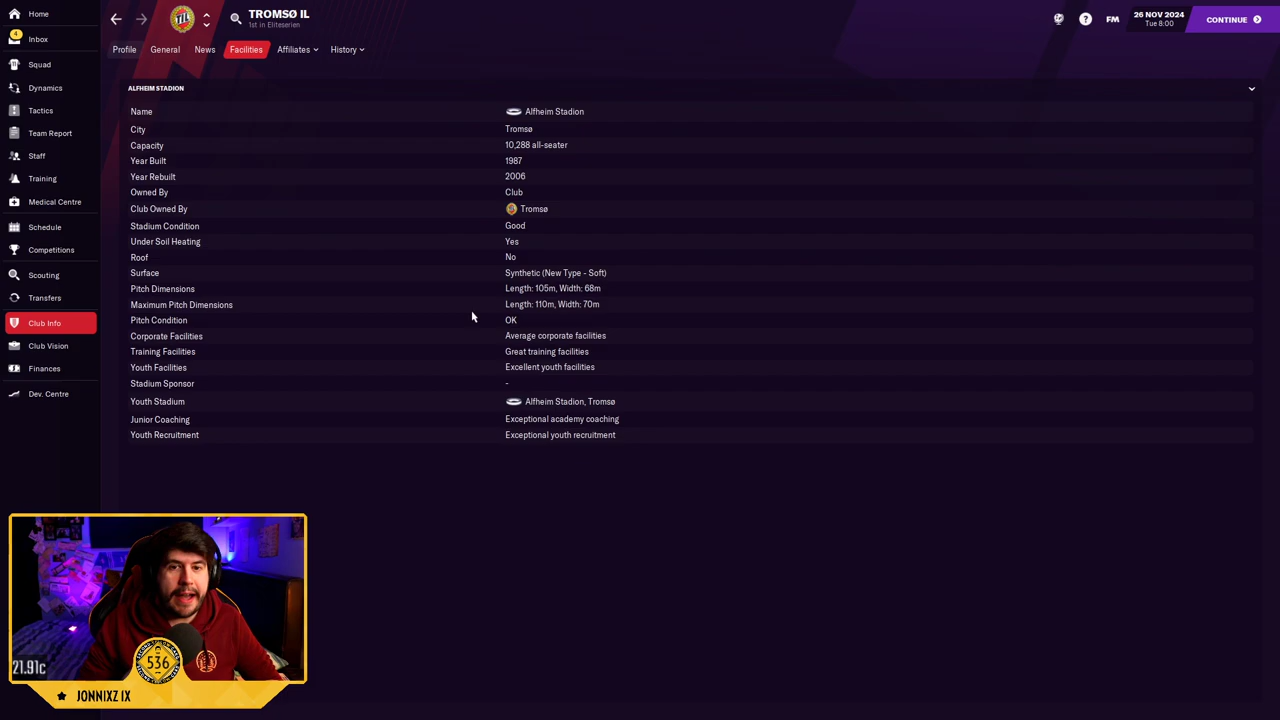 Home
Inbox
4
Squad
Dynamics
Tactics
Team Report
Staff
Training
Medical Centre
Schedule
Competitions
Scouting
Transfers
Club Info
Club Vision
Finances
Dev. Centre
TIL
TROMSØ IL
1st in Eliteserien
? FM 26 NOV 2024 CONTINUE
Tue 8:00
Profile General News Facilities Affiliates History
ALFHEIM STADION
Name Alfheim Stadion
City Tromsø
Capacity 10,288 all-seater
Year Built 1987
Year Rebuilt 2006
Owned By Club
Club Owned By Tromsø
Stadium Condition Good
Under Soil Heating Yes
Roof No
Surface Synthetic (New Type - Soft)
Pitch Dimensions Length: 105m, Width: 68m
Maximum Pitch Dimensions Length: 110m, Width: 70m
Pitch Condition OK
Corporate Facilities Average corporate facilities
Training Facilities Great training facilities
Youth Facilities Excellent youth facilities
Stadium Sponsor -
Youth Stadium Alfheim Stadion, Tromsø
Junior Coaching Exceptional academy coaching
Youth Recruitment Exceptional youth recruitment
21.91c
536
JONNIXZ IX